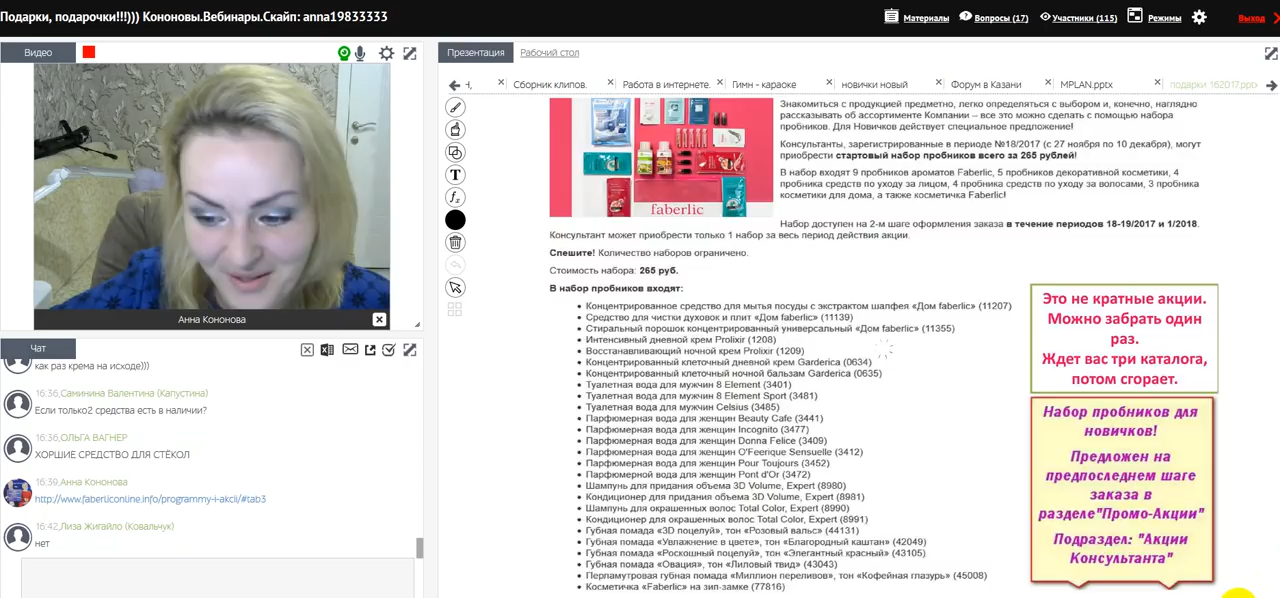 Подарки, подарочки!!!))) Кононовы.Вебинары.Скайп: anna19833333
Материалы
Вопросы (17)
Участники (115)
Режимы
Выход
Видео
Анна Кононова
Чат
как раз крема на исходе)))
16:36,Саминина Валентина (Капустина)
Если только2 средства есть в наличии?
16:36,ОЛЬГА ВАГНЕР
ХОРШИЕ СРЕДСТВО ДЛЯ СТЁКОЛ
16:39,Анна Кононова
http://www.faberliconline.info/programmy-i-akcii/#tab3
16:42,Лиза Жигайло (Ковальчук)
нет
Презентация
Рабочий стол
Сборник клипов.
Работа в интернете.
Гимн - караоке
новички новый
Форум в Казани
MPLAN.pptx
подарки 162017.pptx
faberlic
Знакомиться с продукцией предметно, легко определяться с выбором и, конечно, наглядно
рассказывать об ассортименте Компании – все это можно сделать с помощью набора
пробников. Для Новичков действует специальное предложение!
Консультанты, зарегистрированные в периоде №18/2017 (с 27 ноября по 10 декабря), могут
приобрести стартовый набор пробников всего за 265 рублей!
В набор входят 9 пробников ароматов Faberlic, 5 пробников декоративной косметики, 4
пробника средств по уходу за лицом, 4 пробника средств по уходу за волосами, 3 пробника
косметики для дома, а также косметичка Faberlic!
Набор доступен на 2-м шаге оформления заказа в течение периодов 18-19/2017 и 1/2018.
Консультант может приобрести только 1 набор за весь период действия акции.
Спешите! Количество наборов ограничено.
Стоимость набора: 265 руб.
В набор пробников входят:
Концентрированное средство для мытья посуды с экстрактом шалфея «Дом faberlic» (11207)
Средство для чистки духовок и плит «Дом faberlic» (11139)
Стиральный порошок концентрированный универсальный «Дом faberlic» (11355)
Интенсивный дневной крем Prolixir (1208)
Восстанавливающий ночной крем Prolixir (1209)
Концентрированный клеточный дневной крем Garderica (0634)
Концентрированный клеточный ночной бальзам Garderica (0635)
Туалетная вода для мужчин 8 Element (3401)
Туалетная вода для мужчин 8 Element Sport (3481)
Туалетная вода для мужчин Celsius (3485)
Парфюмерная вода для женщин Beauty Cafe (3441)
Парфюмерная вода для женщин Incognito (3477)
Парфюмерная вода для женщин Donna Felice (3409)
Парфюмерная вода для женщин O'Feerique Sensuelle (3412)
Парфюмерная вода для женщин Pour Toujours (3452)
Парфюмерной вода для женщин Pont d'Or (3472)
Шампунь для придания объема 3D Volume, Expert (8980)
Кондиционер для придания объема 3D Volume, Expert (8981)
Шампунь для окрашенных волос Total Color, Expert (8990)
Кондиционер для окрашенных волос Total Color, Expert (8991)
Губная помада «3D поцелуй», тон «Розовый вальс» (44131)
Губная помада «Увлажнение в цвете», тон «Благородный каштан» (42049)
Губная помада «Роскошный поцелуй», тон «Элегантный красный» (43105)
Губная помада «Овация», тон «Лиловый твид» (43043)
Перламутровая губная помада «Миллион переливов», тон «Кофейная глазурь» (45008)
Косметичка «Faberlic» на зип-замке (77816)
Это не кратные акции.
Можно забрать один
раз.
Ждет вас три каталога,
потом сгорает.
Набор пробников для
новичков!
Предложен на
предпоследнем шаге
заказа в
разделе"Промо-Акции"
Подраздел: "Акции
Консультанта"